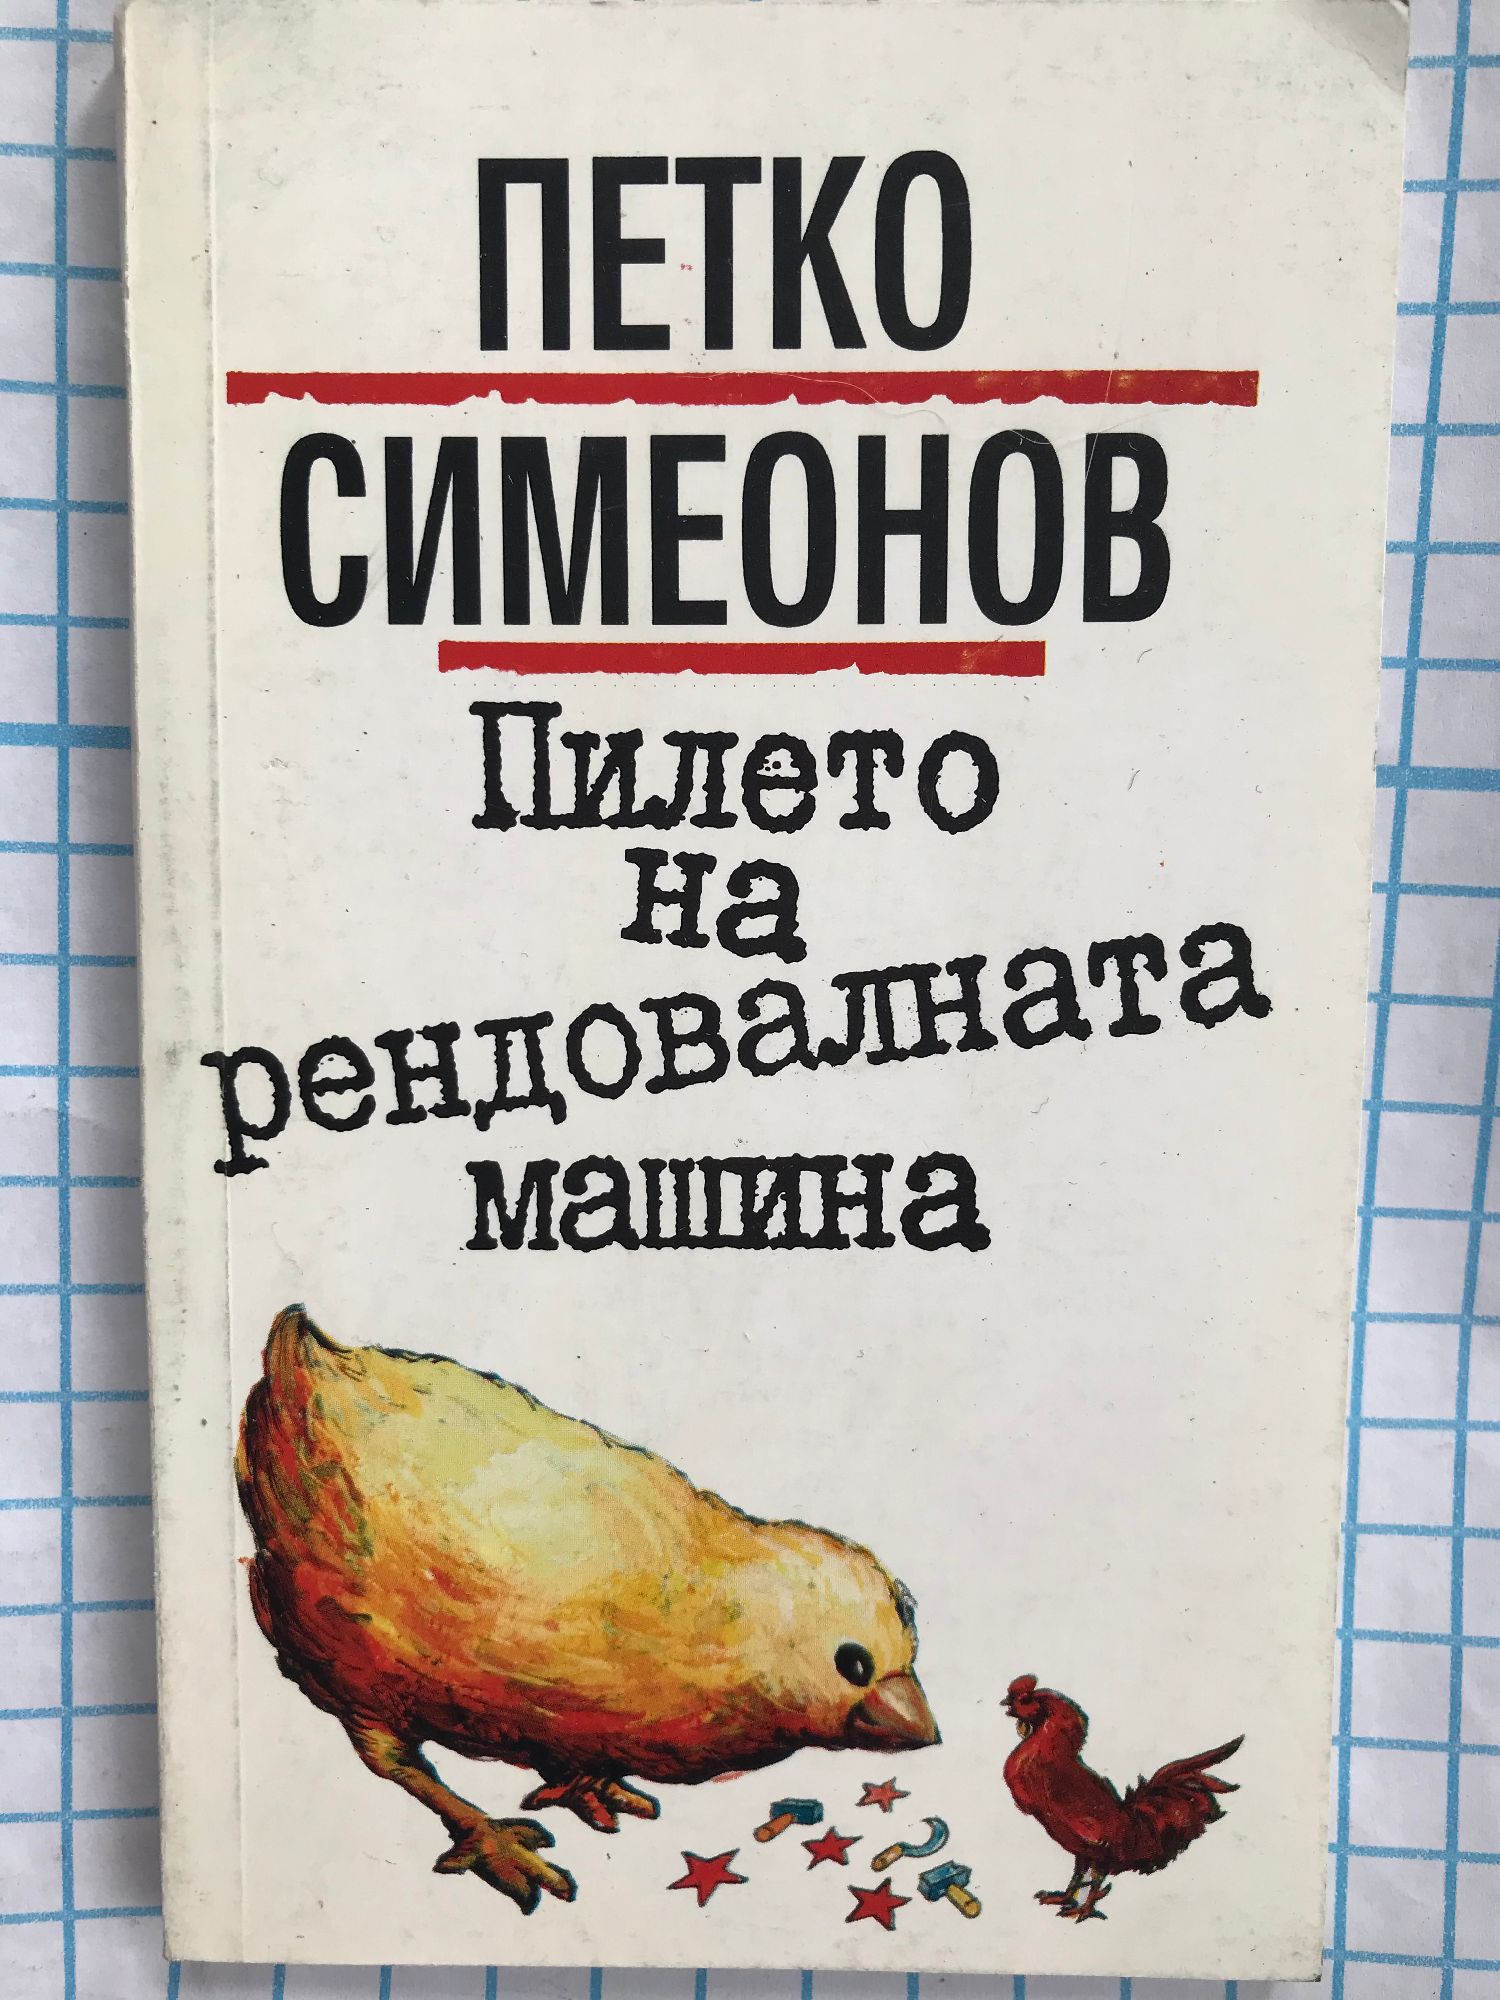 ПЕТКО
СИМЕОНОВ
Пилето
на
рендовалната
машина